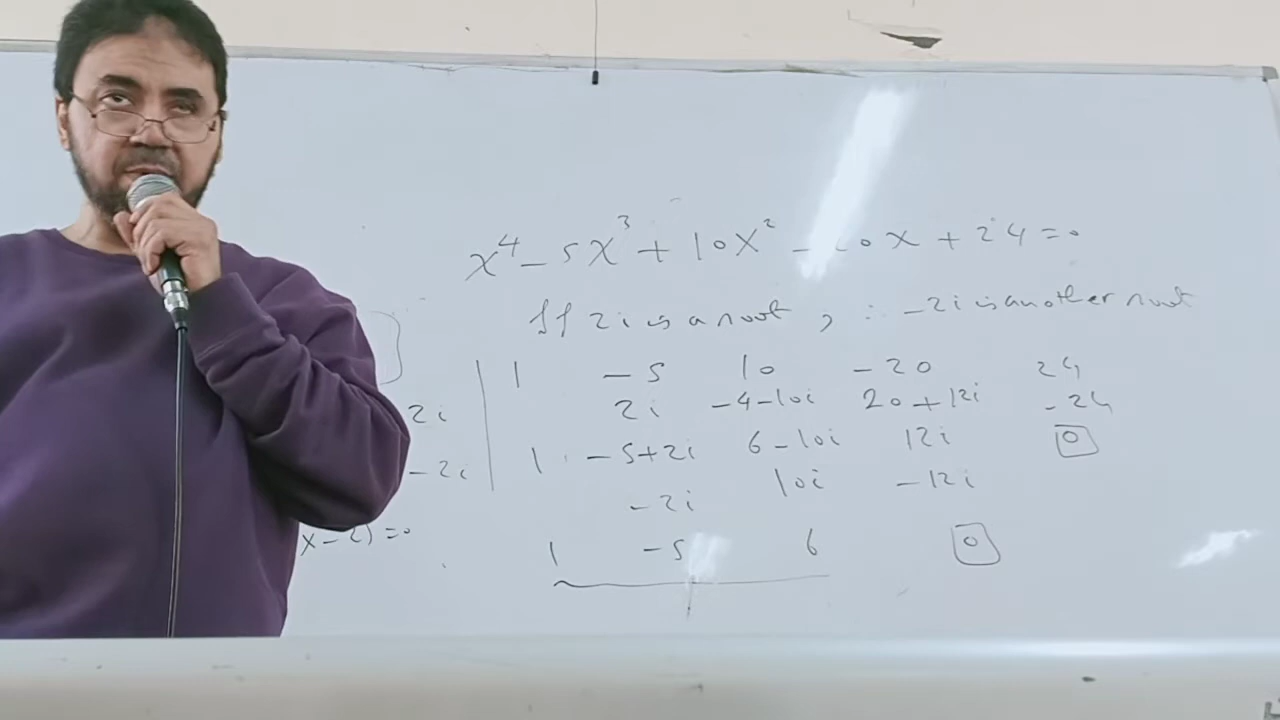 x⁴ - 5x³ + 10x² - 20x + 24 = 0
If 2i is a root , ∴ -2i is another root
1 -5 10 -20 24
2i 2i -4-10i 20+12i -24
1 -5+2i 6-10i 12i 0
-2i -2i 10i -12i
x-2) = 0 1 -5 6 0